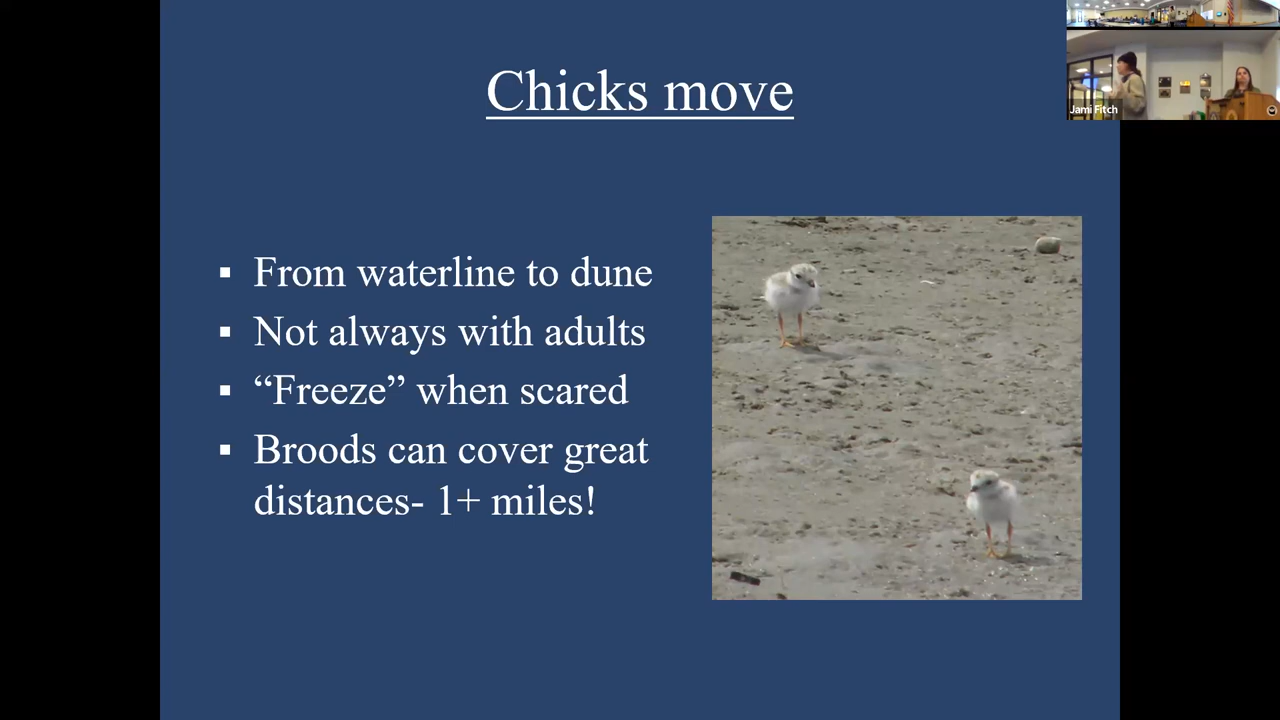 Chicks move
Jami Fitch
▪ From waterline to dune
▪ Not always with adults
▪ “Freeze” when scared
▪ Broods can cover great
distances- 1+ miles!